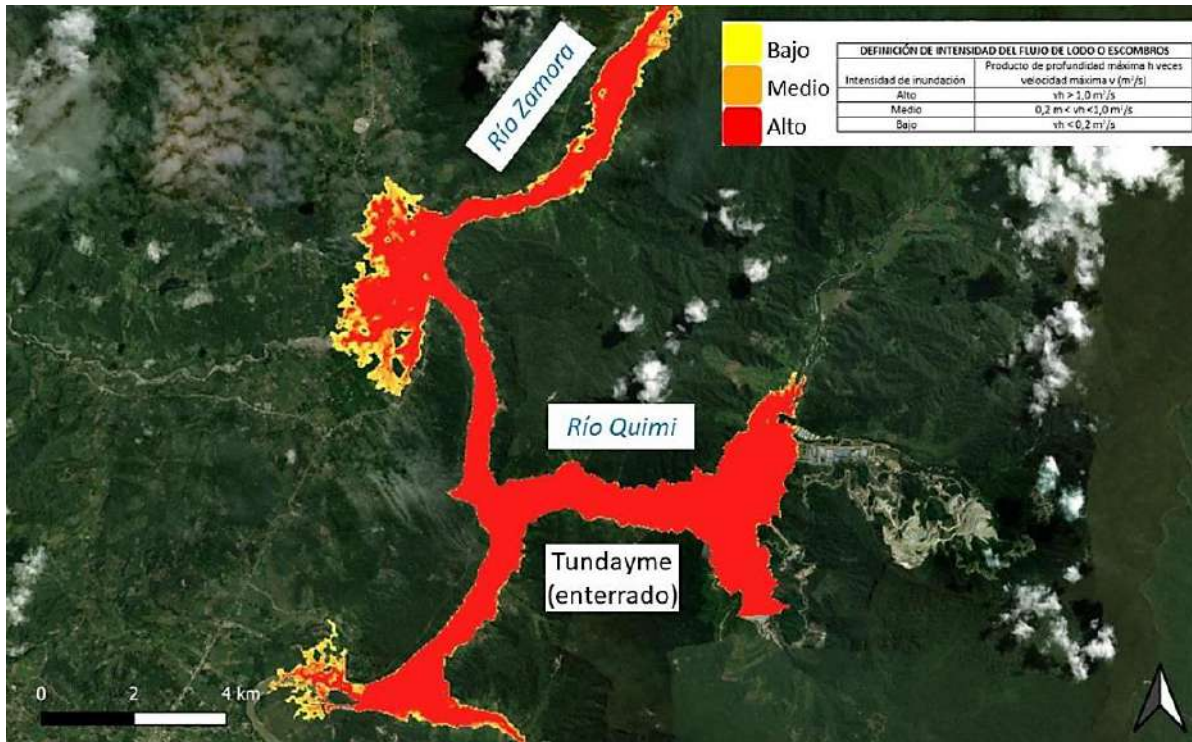 Río Zamora
Bajo
Medio
Alto
DEFINICIÓN DE INTENSIDAD DEL FLUJO DE LODO O ESCOMBROS
Intensidad de inundación
Producto de profundidad máxima h veces
velocidad máxima v (m²/s)
Alto vh > 1,0 m²/s
Medio 0,2 m < vh <1,0 m²/s
Bajo vh < 0,2 m²/s
Río Quimi
Tundayme
(enterrado)
0 2 4 km